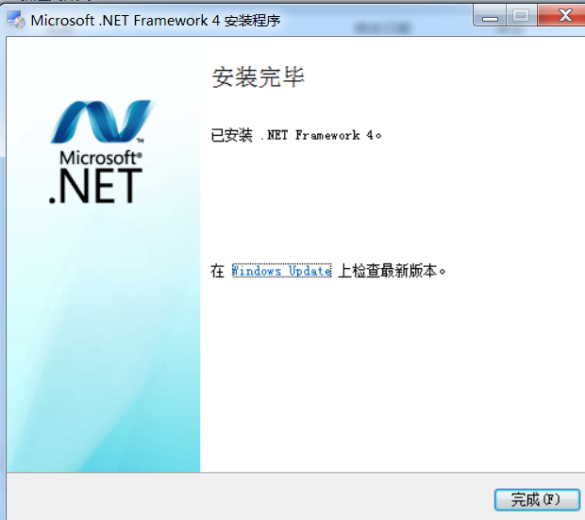 Microsoft .NET Framework 4 安装程序
安装完毕
已安装 .NET Framework 4。
Microsoft®
.NET
在 Windows Update 上检查最新版本。
完成(F)